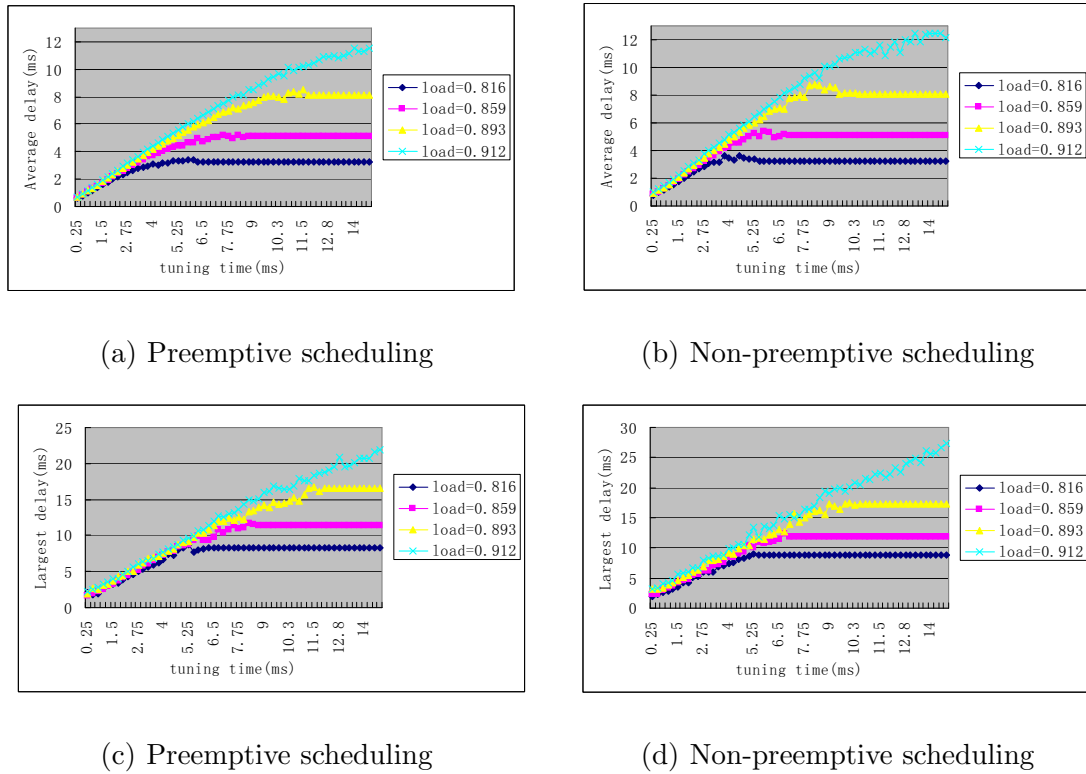 Average delay(ms)
12
10
8
6
4
2
0
0.25
1.5
2.75
4
5.25
6.5
7.75
9
10.3
11.5
12.8
14
tuning time(ms)
load=0.816
load=0.859
load=0.893
load=0.912
(a) Preemptive scheduling
Average delay(ms)
12
10
8
6
4
2
0
0.25
1.5
2.75
4
5.25
6.5
7.75
9
10.3
11.5
12.8
14
tuning time(ms)
load=0.816
load=0.859
load=0.893
load=0.912
(b) Non-preemptive scheduling
Largest delay(ms)
25
20
15
10
5
0
0.25
1.5
2.75
4
5.25
6.5
7.75
9
10.3
11.5
12.8
14
tuning time(ms)
load=0.816
load=0.859
load=0.893
load=0.912
(c) Preemptive scheduling
Largest delay(ms)
30
25
20
15
10
5
0
0.25
1.5
2.75
4
5.25
6.5
7.75
9
10.3
11.5
12.8
14
tuning time(ms)
load=0.816
load=0.859
load=0.893
load=0.912
(d) Non-preemptive scheduling